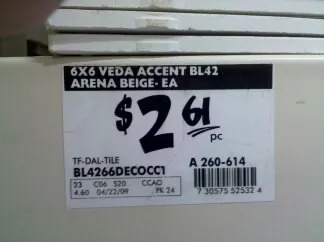 6X6 VEDA ACCENT BL42
ARENA BEIGE- EA
$2 61
pc
TF-DAL-TILE
BL4266DECOCC1
A 260-614
23 C06 S20 CCAD
4.60 04/22/09 PK 24
7 30575 52532 4